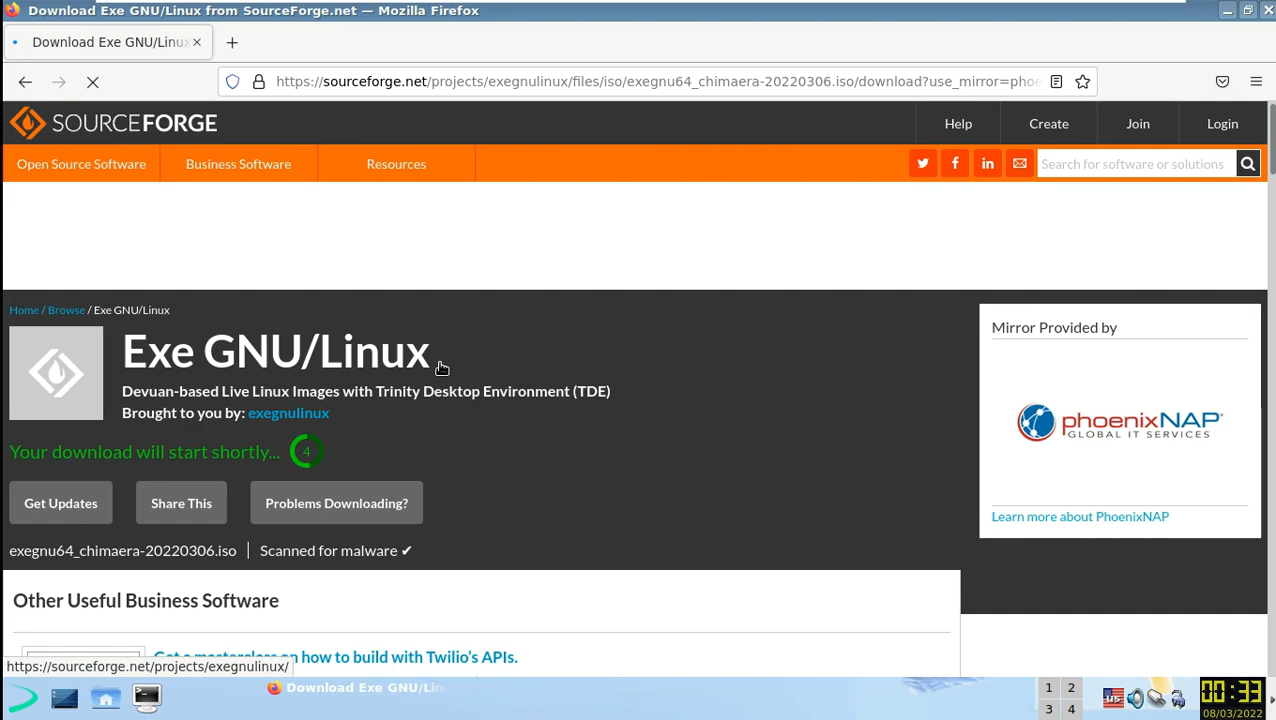 Download Exe GNU/Linux from SourceForge.net — Mozilla Firefox
Download Exe GNU/Linux
https://sourceforge.net/projects/exegnulinux/files/iso/exegnu64_chimaera-20220306.iso/download?use_mirror=phoe
SOURCEFORGE
Help
Create
Join
Login
Open Source Software
Business Software
Resources
Search for software or solutions
Home / Browse / Exe GNU/Linux
Exe GNU/Linux
Devuan-based Live Linux Images with Trinity Desktop Environment (TDE)
Brought to you by: exegnulinux
Your download will start shortly... 4
Get Updates
Share This
Problems Downloading?
exegnu64_chimaera-20220306.iso
Scanned for malware ✔
Mirror Provided by
phoenixNAP
GLOBAL IT SERVICES
Learn more about PhoenixNAP
Other Useful Business Software
Get a masterclass on how to build with Twilio's APIs.
https://sourceforge.net/projects/exegnulinux/
Download Exe GNU/Lin
1 2
3 4
US
00:33
08/03/2022